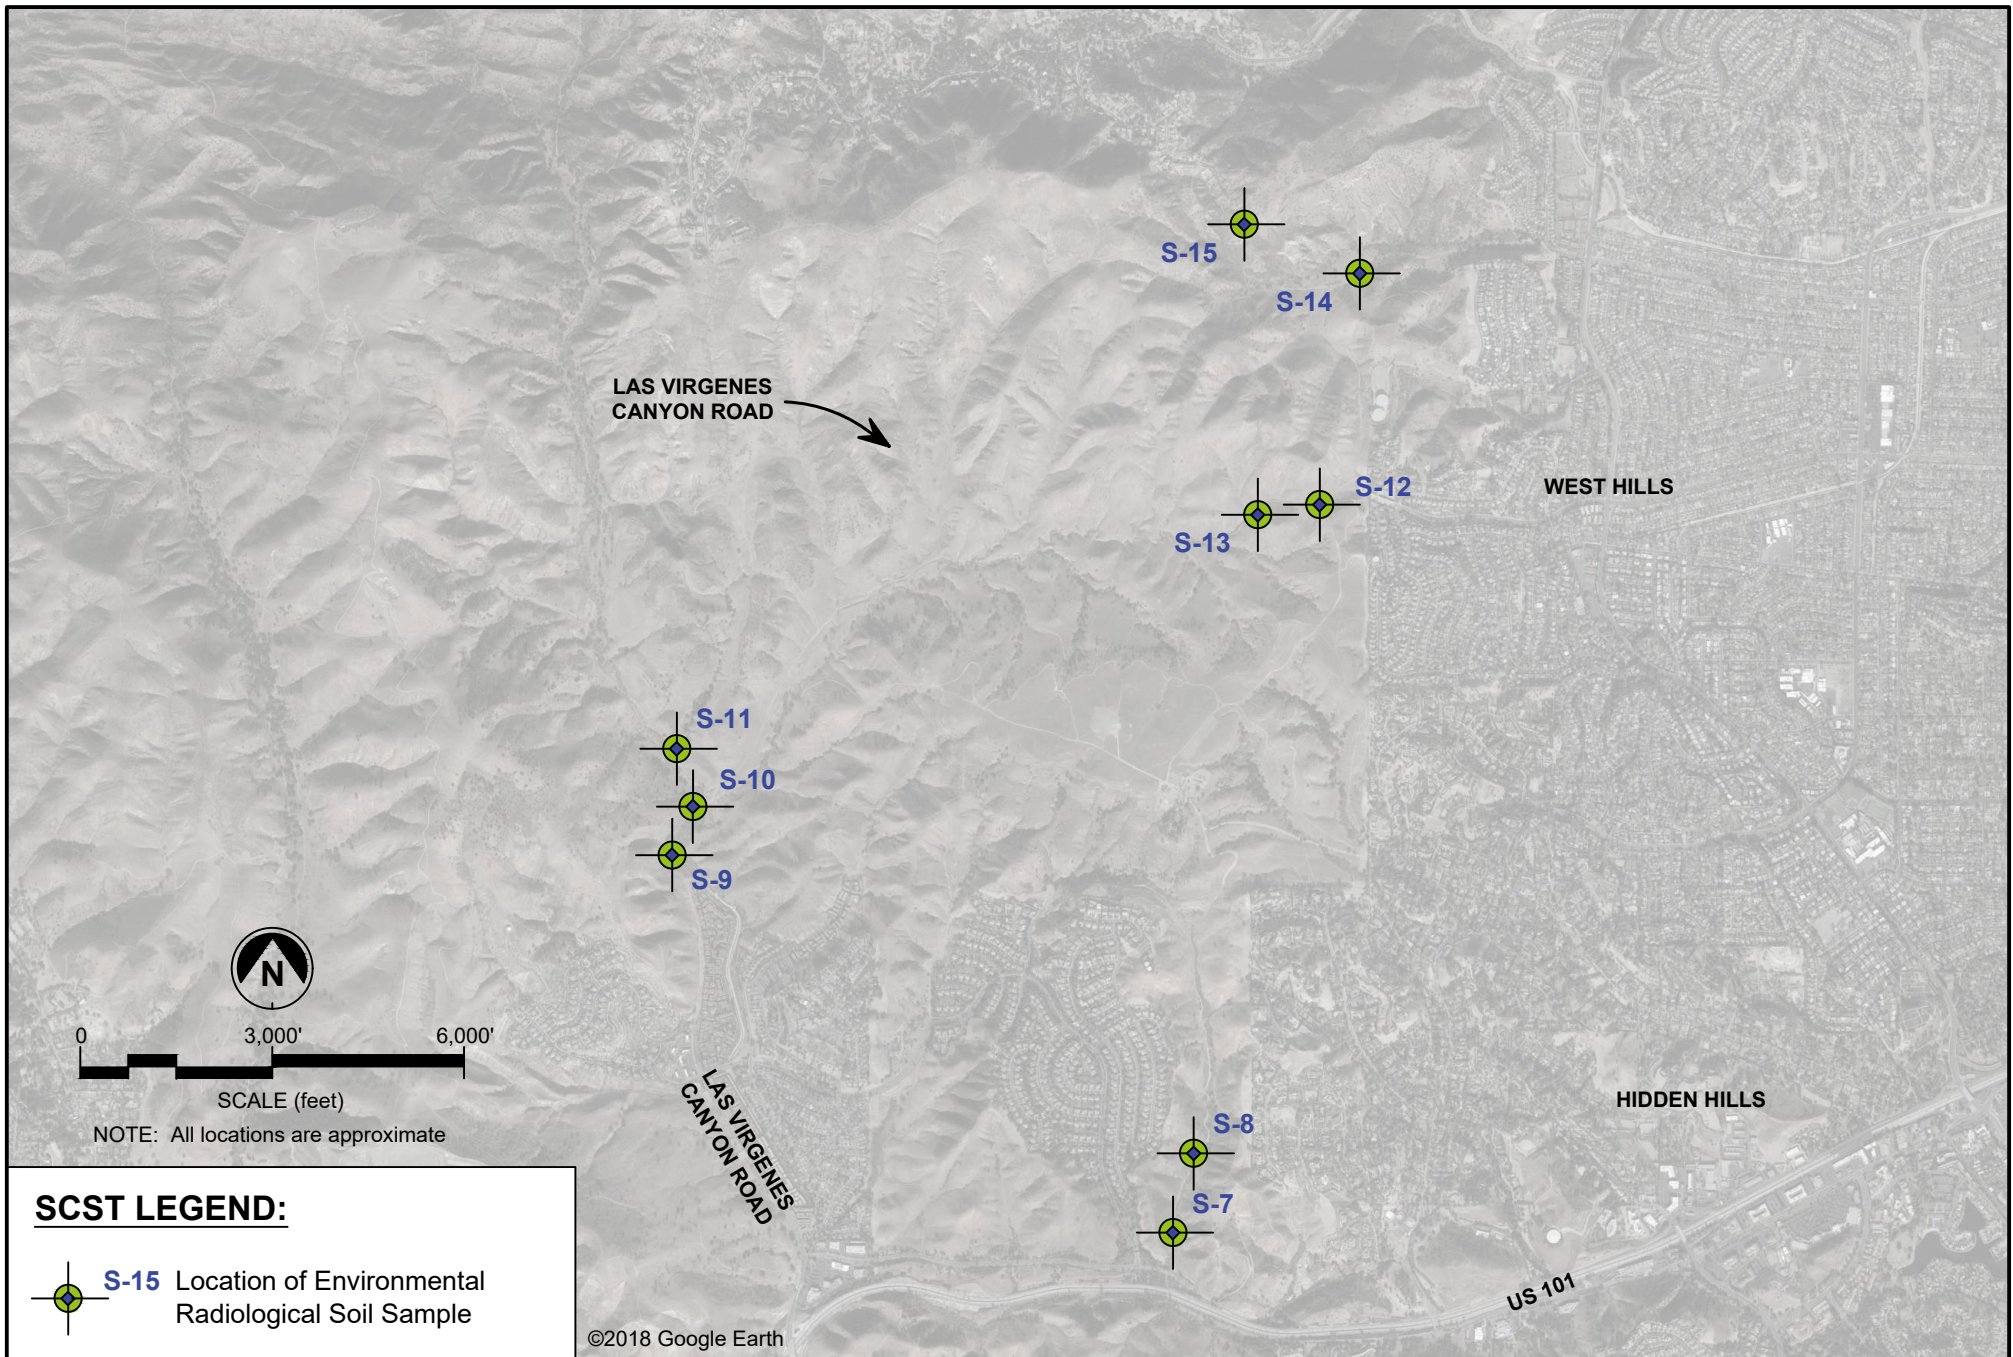 S-15
S-14
LAS VIRGENES
CANYON ROAD
S-12
WEST HILLS
S-13
S-11
S-10
S-9
N
0 3,000' 6,000'
SCALE (feet)
NOTE: All locations are approximate
LAS VIRGENES
CANYON ROAD
HIDDEN HILLS
S-8
S-7
US 101
SCST LEGEND:
S-15 Location of Environmental
Radiological Soil Sample
©2018 Google Earth